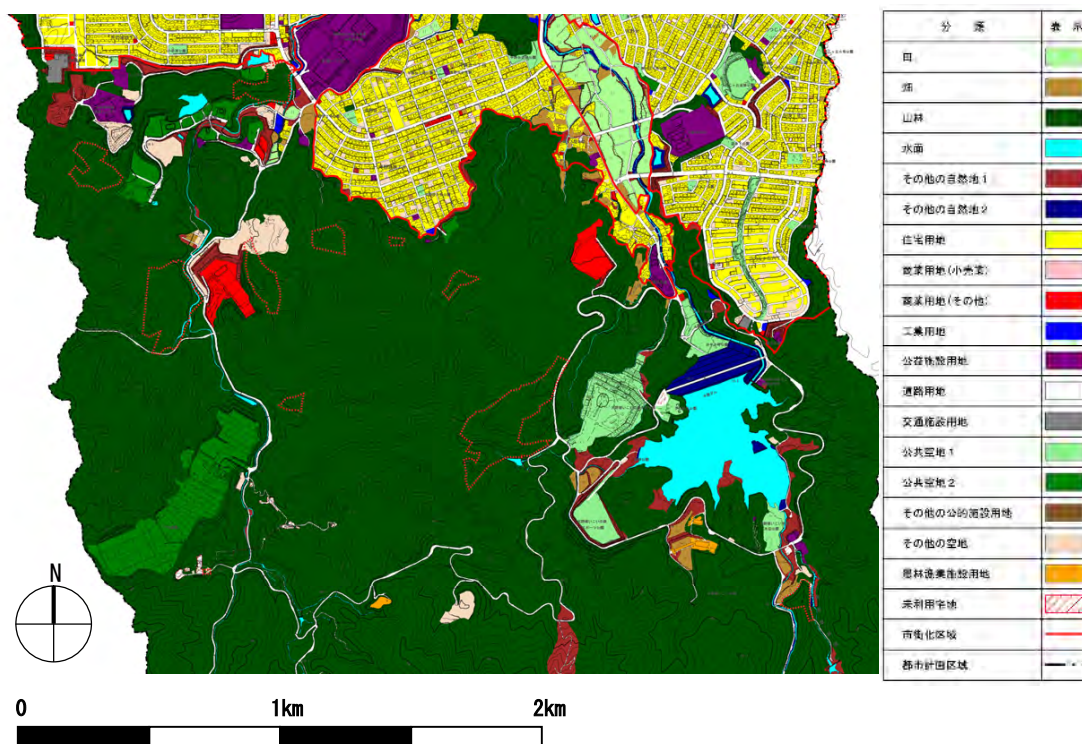 分 類 表 示
田
畑
山林
水面
その他の自然地1
その他の自然地2
住宅用地
商業用地(小売業)
商業用地(その他)
工業用地
公益施設用地
道路用地
交通施設用地
公共空地1
公共空地2
その他の公的施設用地
その他の空地
農林漁業施設用地
未利用宅地
市街化区域
都市計画区域
N
0 1km 2km